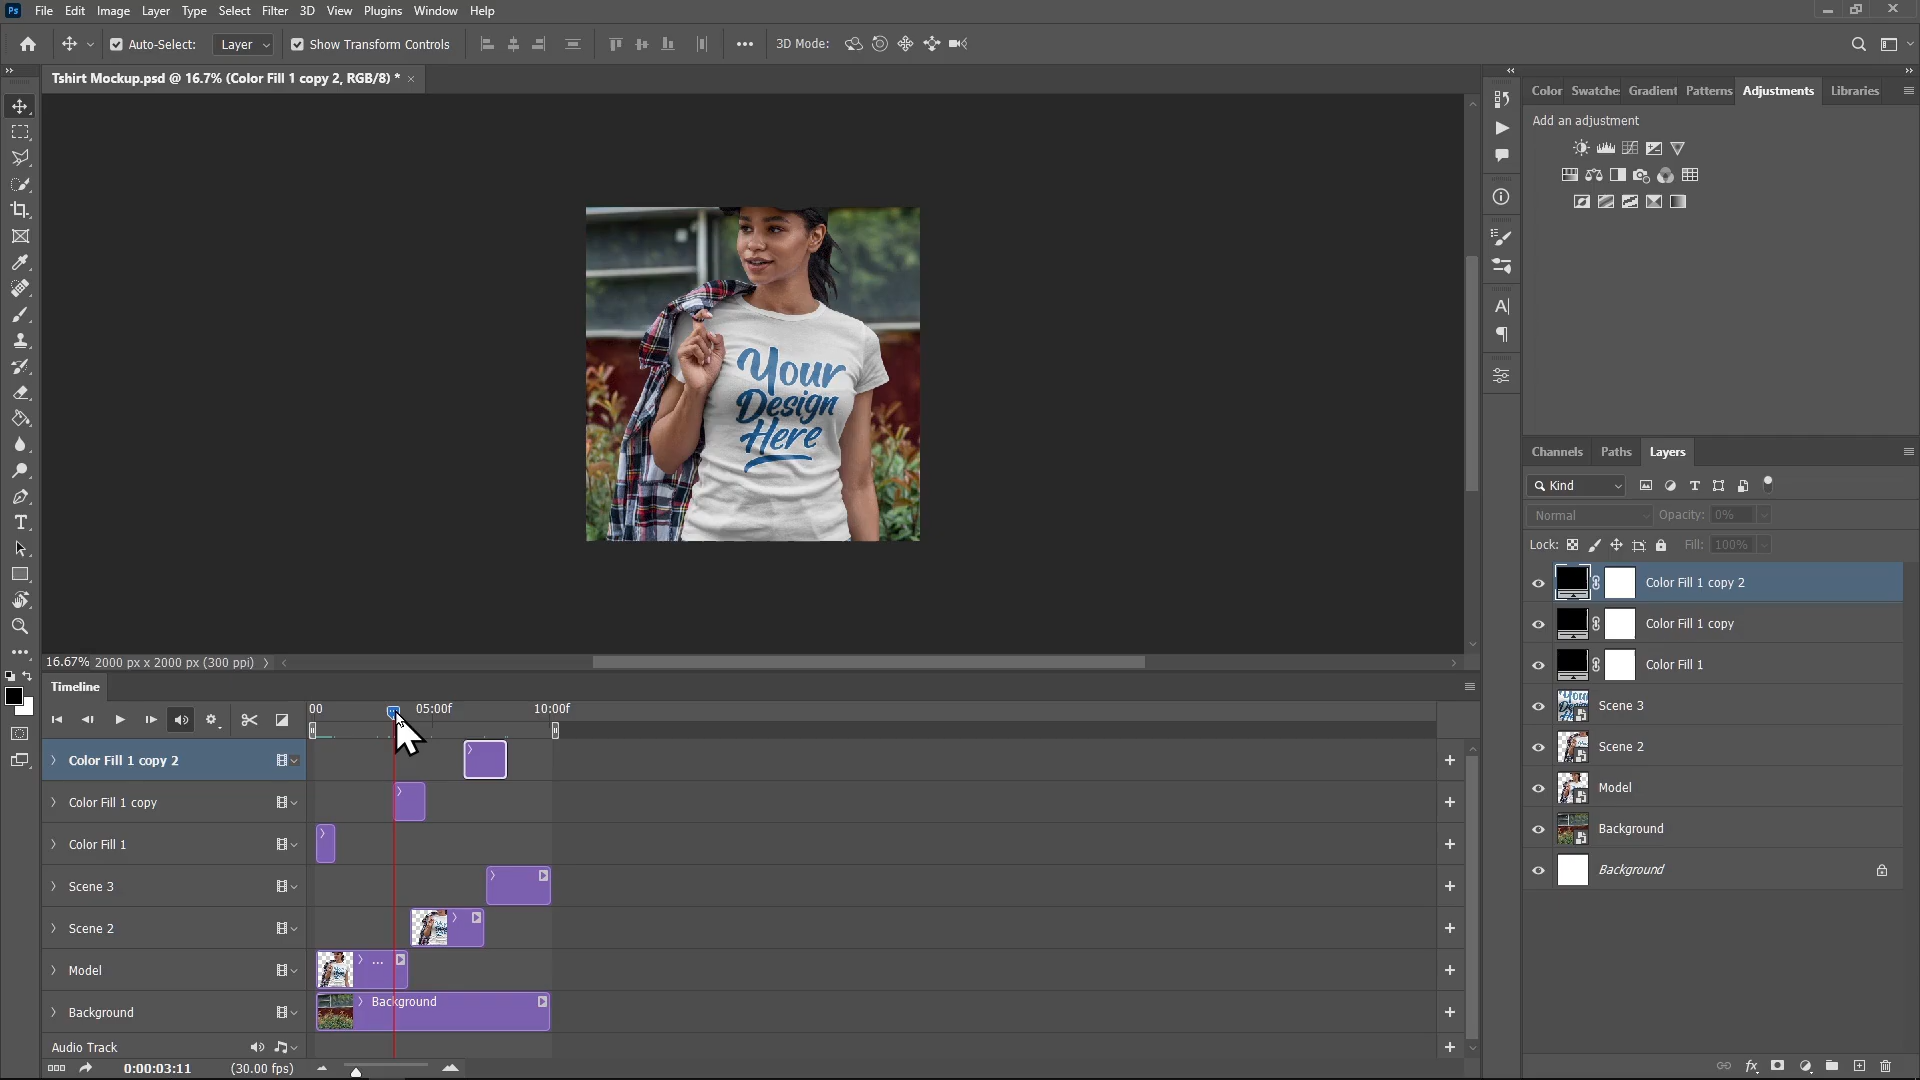 Ps File Edit Image Layer Type Select Filter 3D View Plugins Window Help
Auto-Select: Layer Show Transform Controls 3D Mode:
Tshirt Mockup.psd @ 16.7% (Color Fill 1 copy 2, RGB/8) * ×
Color Swatche Gradient Patterns Adjustments Libraries
Add an adjustment
Your
Design
Here
Channels Paths Layers
Kind
Normal Opacity: 0%
Lock: Fill: 100%
Color Fill 1 copy 2
Color Fill 1 copy
Color Fill 1
Scene 3
Scene 2
Model
Background
Background
16.67% 2000 px x 2000 px (300 ppi)
Timeline
00 05:00f 10:00f
Color Fill 1 copy 2
Color Fill 1 copy
Color Fill 1
Scene 3
Scene 2
Model ...
Background Background
Audio Track
0:00:03:11 (30.00 fps)